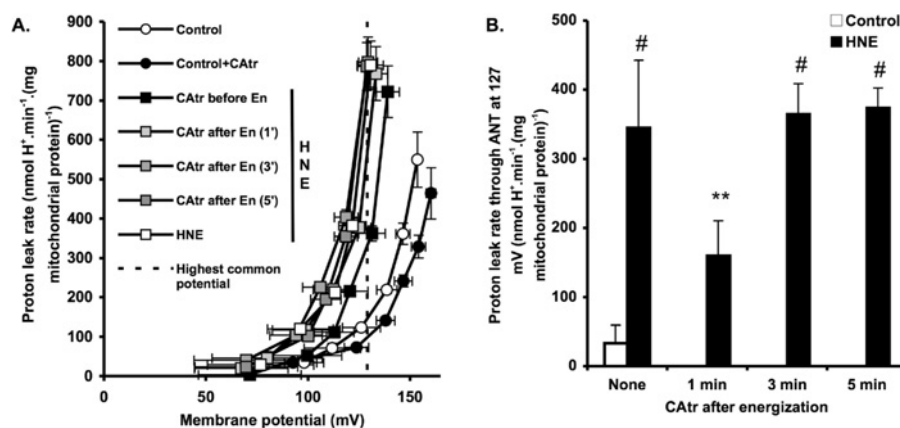 A.
Proton leak rate (nmol H⁺.min⁻¹.(mg
mitochondrial protein)⁻¹)
900
800
700
600
500
400
300
200
100
0
0
50
100
150
Membrane potential (mV)
Control
Control+CAtr
CAtr before En
CAtr after En (1')
CAtr after En (3')
CAtr after En (5')
HNE
Highest common
potential
H
N
E
B.
Control
HNE
Proton leak rate through ANT at 127
mV (nmol H⁺.min⁻¹.(mg
mitochondrial protein)⁻¹)
500
400
300
200
100
0
#
**
#
#
None
1 min
3 min
5 min
CAtr after energization